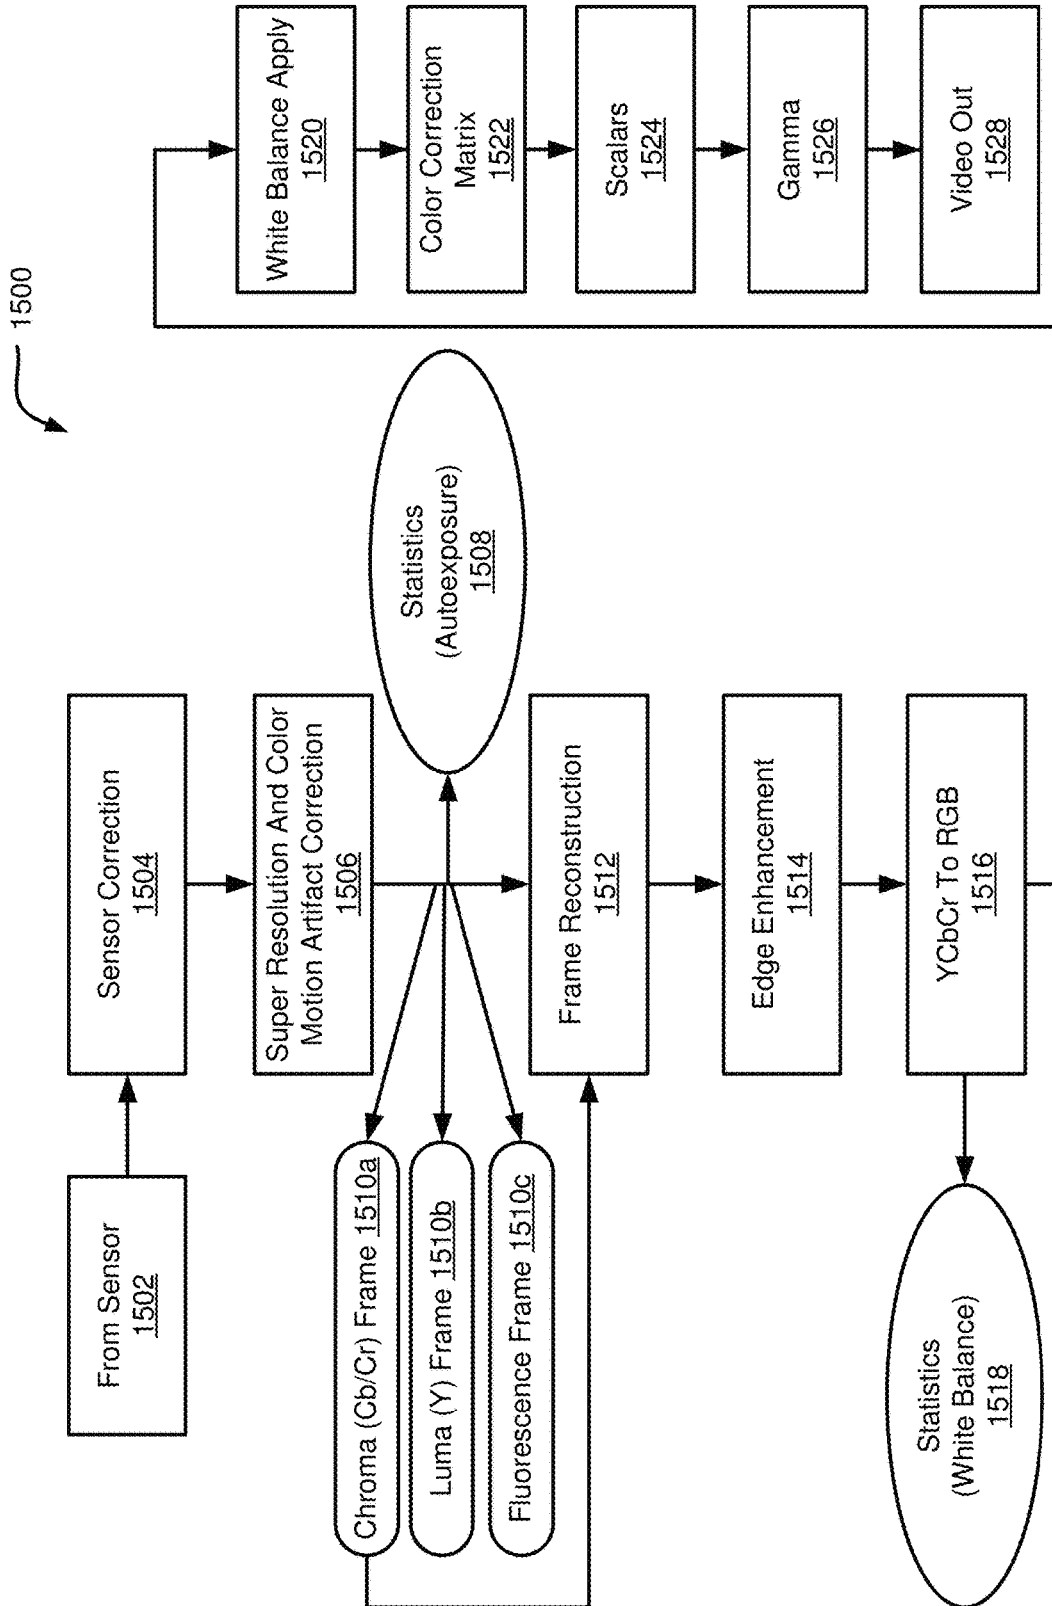 1500
From Sensor
1502
Sensor Correction
1504
Super Resolution And Color
Motion Artifact Correction
1506
Statistics
(Autoexposure)
1508
Chroma (Cb/Cr) Frame 1510a
Luma (Y) Frame 1510b
Fluorescence Frame 1510c
Frame Reconstruction
1512
Edge Enhancement
1514
YCbCr To RGB
1516
Statistics
(White Balance)
1518
White Balance Apply
1520
Color Correction
Matrix
1522
Scalars
1524
Gamma
1526
Video Out
1528